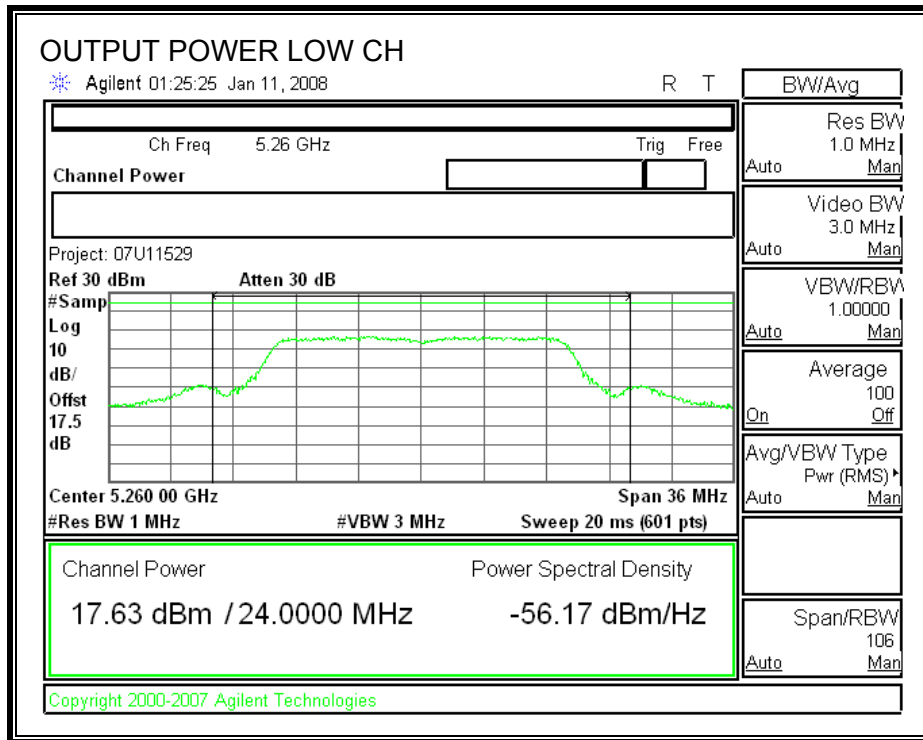 OUTPUT POWER LOW CH
Agilent 01:25:25 Jan 11, 2008 R T
Ch Freq 5.26 GHz Trig Free
Channel Power
Project: 07U11529
Ref 30 dBm Atten 30 dB
#Samp
Log
10
dB/
Offst
17.5
dB
Center 5.260 00 GHz Span 36 MHz
#Res BW 1 MHz #VBW 3 MHz Sweep 20 ms (601 pts)
Channel Power Power Spectral Density
17.63 dBm / 24.0000 MHz -56.17 dBm/Hz
Copyright 2000-2007 Agilent Technologies
BW/Avg
Res BW
1.0 MHz
Auto Man
Video BW
3.0 MHz
Auto Man
VBW/RBW
1.00000
Auto Man
Average
100
On Off
Avg/VBW Type
Pwr (RMS)
Auto Man
Span/RBW
106
Auto Man